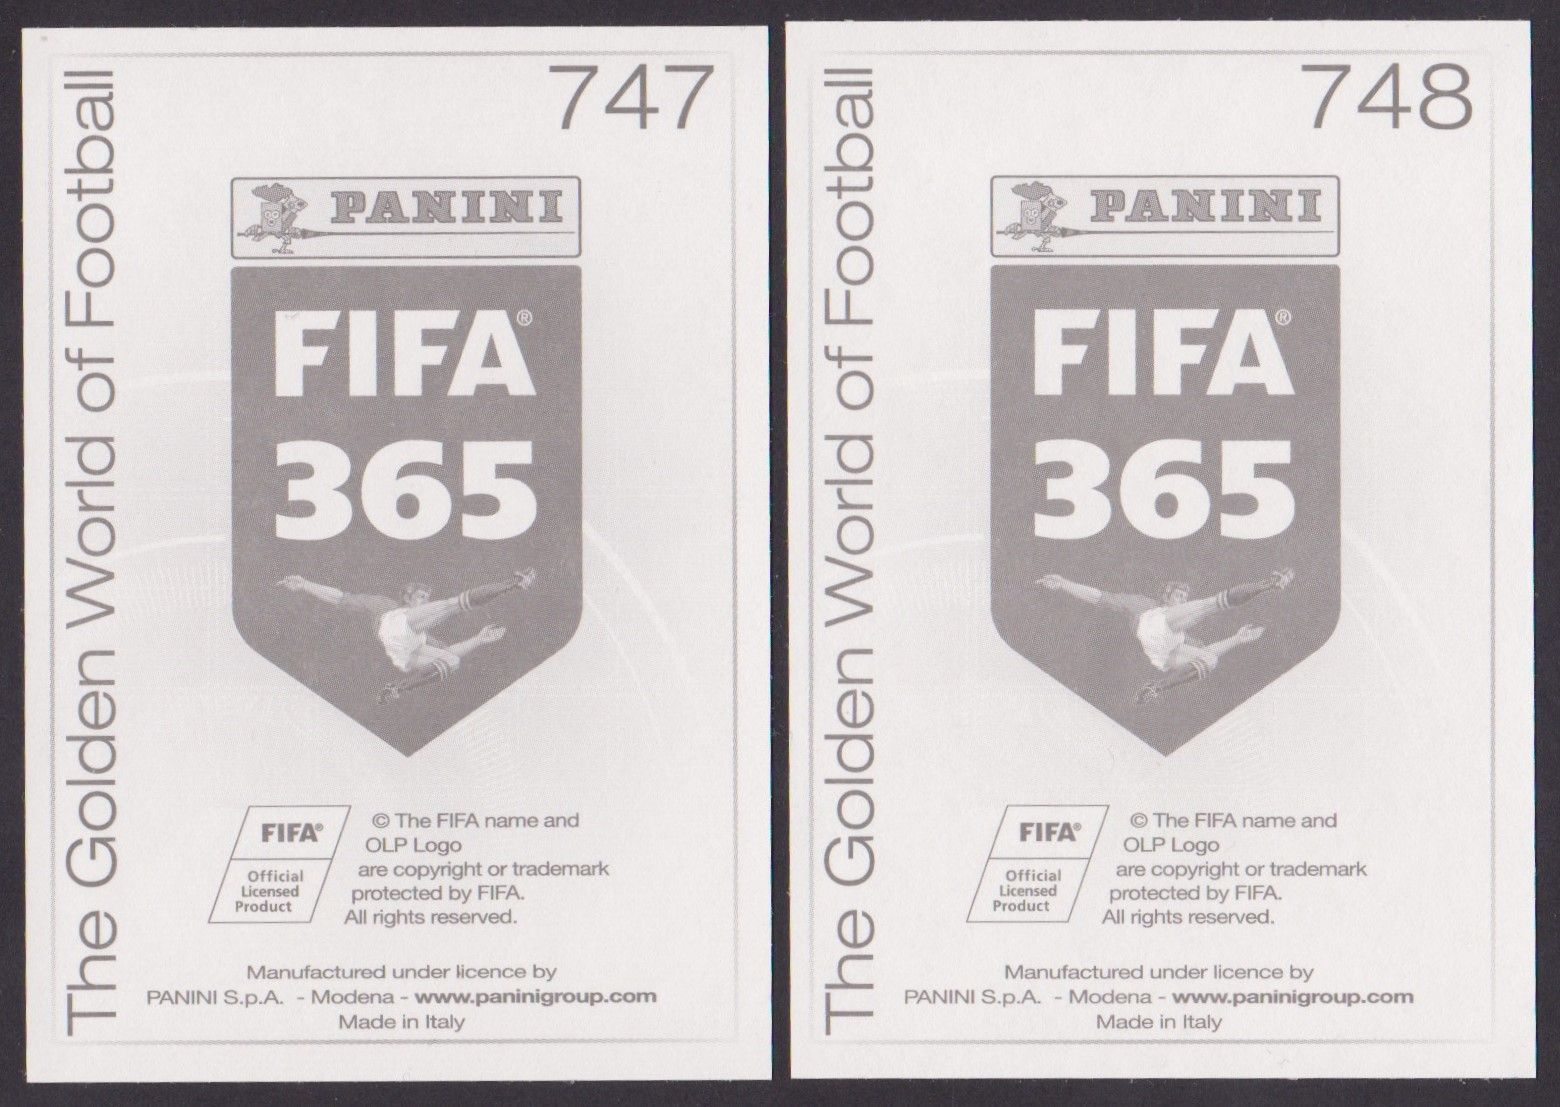 747
The Golden World of Football
PANINI
FIFA®
365
FIFA®
Official
Licensed
Product
© The FIFA name and
OLP Logo
are copyright or trademark
protected by FIFA.
All rights reserved.
Manufactured under licence by
PANINI S.p.A. - Modena - www.paninigroup.com
Made in Italy
748
The Golden World of Football
PANINI
FIFA®
365
FIFA®
Official
Licensed
Product
© The FIFA name and
OLP Logo
are copyright or trademark
protected by FIFA.
All rights reserved.
Manufactured under licence by
PANINI S.p.A. - Modena - www.paninigroup.com
Made in Italy